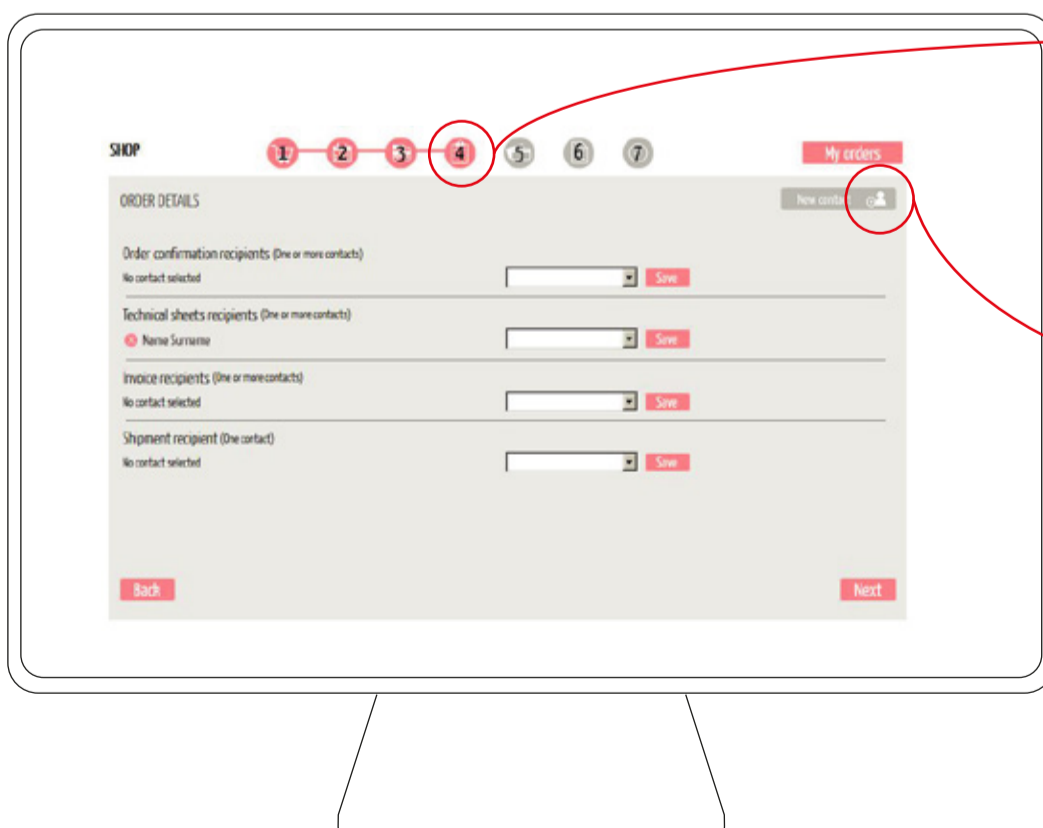 SHOP 1 2 3 4 5 6 7 My orders
ORDER DETAILS New contact
Order confirmation recipients (One or more contacts)
No contact selected Save
Technical sheets recipients (One or more contacts)
Name Surname Save
Invoice recipients (One or more contacts)
No contact selected Save
Shipment recipient (One contact)
No contact selected Save
Back Next